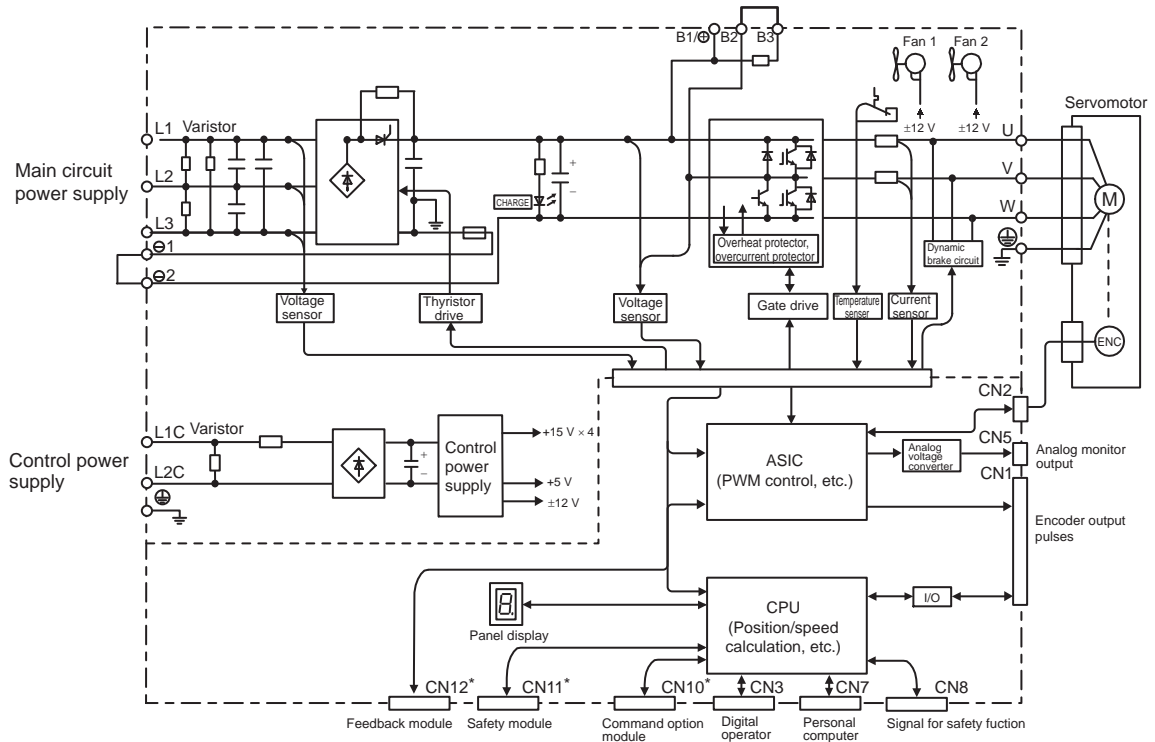 B1/⊕
B2
B3
Fan 1
Fan 2
±12 V
±12 V
Servomotor
Main circuit
power supply
L1
Varistor
L2
L3
⊖1
⊖2
CHARGE
+
–
Overheat protector,
overcurrent protector
U
V
W
M
Dynamic
brake circuit
Voltage
sensor
Thyristor
drive
Voltage
sensor
Gate drive
Temperature
senser
Current
sensor
ENC
Control power
supply
L1C
Varistor
L2C
+
–
Control
power
supply
+15 V × 4
+5 V
±12 V
ASIC
(PWM control, etc.)
Analog
voltage
converter
CN2
CN5
Analog monitor
output
CN1
Encoder output
pulses
CPU
(Position/speed
calculation, etc.)
I/O
8.
Panel display
CN12*
CN11*
CN10*
CN3
CN7
CN8
Feedback module
Safety module
Command option
module
Digital
operator
Personal
computer
Signal for safety fuction